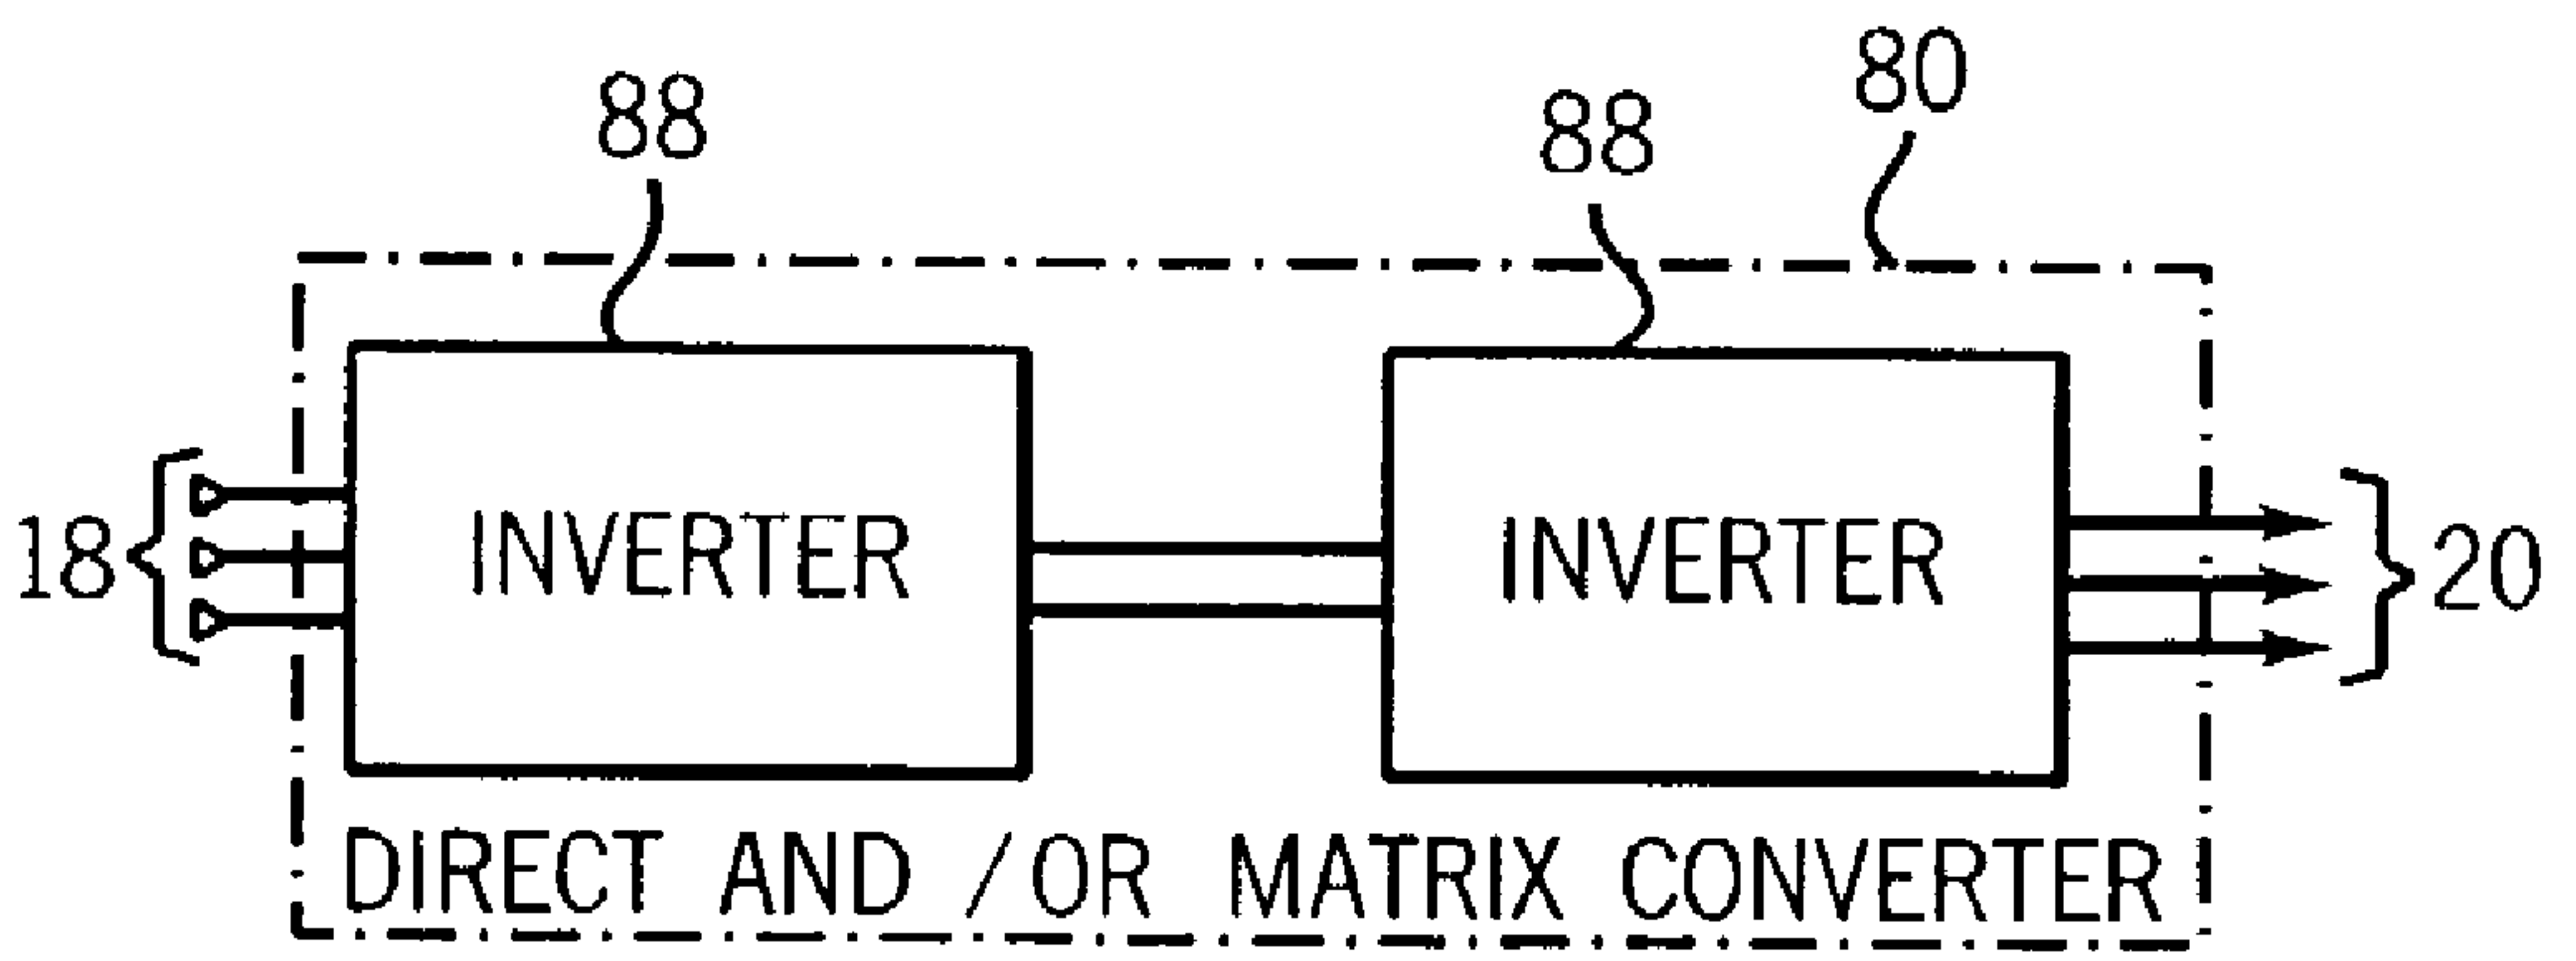 80
88
88
INVERTER
INVERTER
18
20
DIRECT AND /OR MATRIX CONVERTER